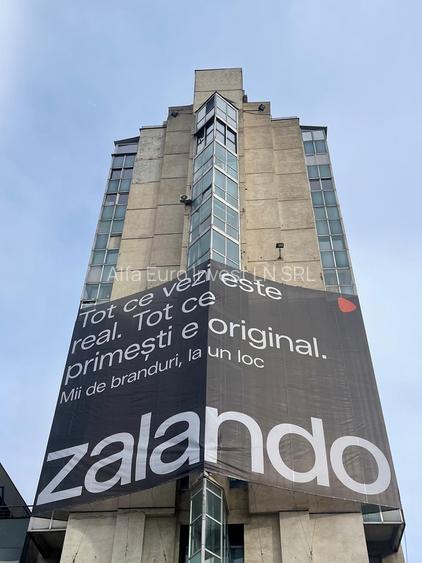 Alfa Euro Invest LN SRL
Tot ce vezi este
real. Tot ce
primești e original.
Mii de branduri, la un loc
zalando